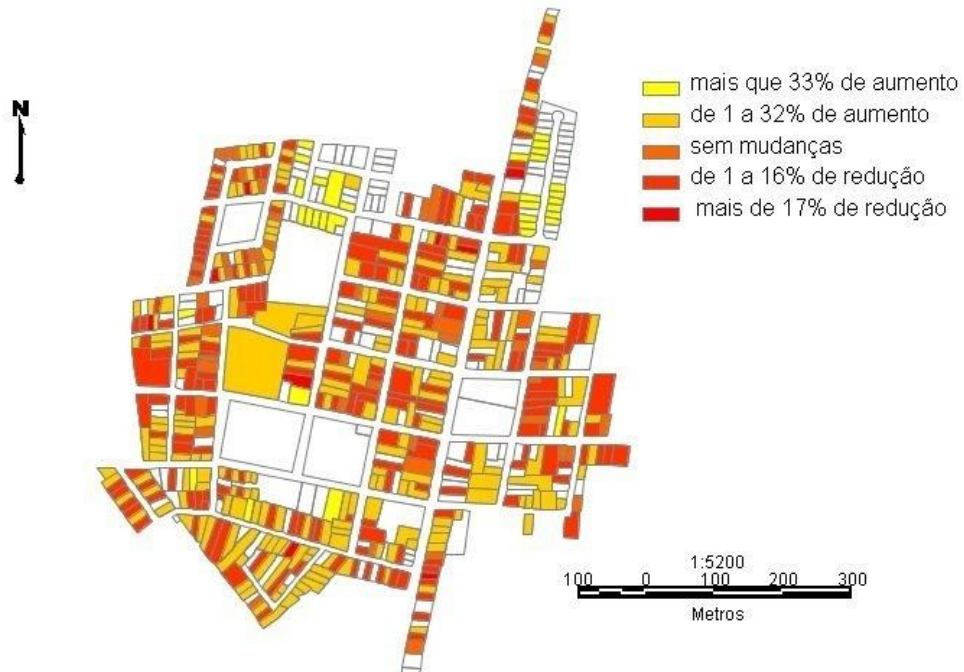 N
mais que 33% de aumento
de 1 a 32% de aumento
sem mudanças
de 1 a 16% de redução
mais de 17% de redução
1:5200
100 0 100 200 300
Metros